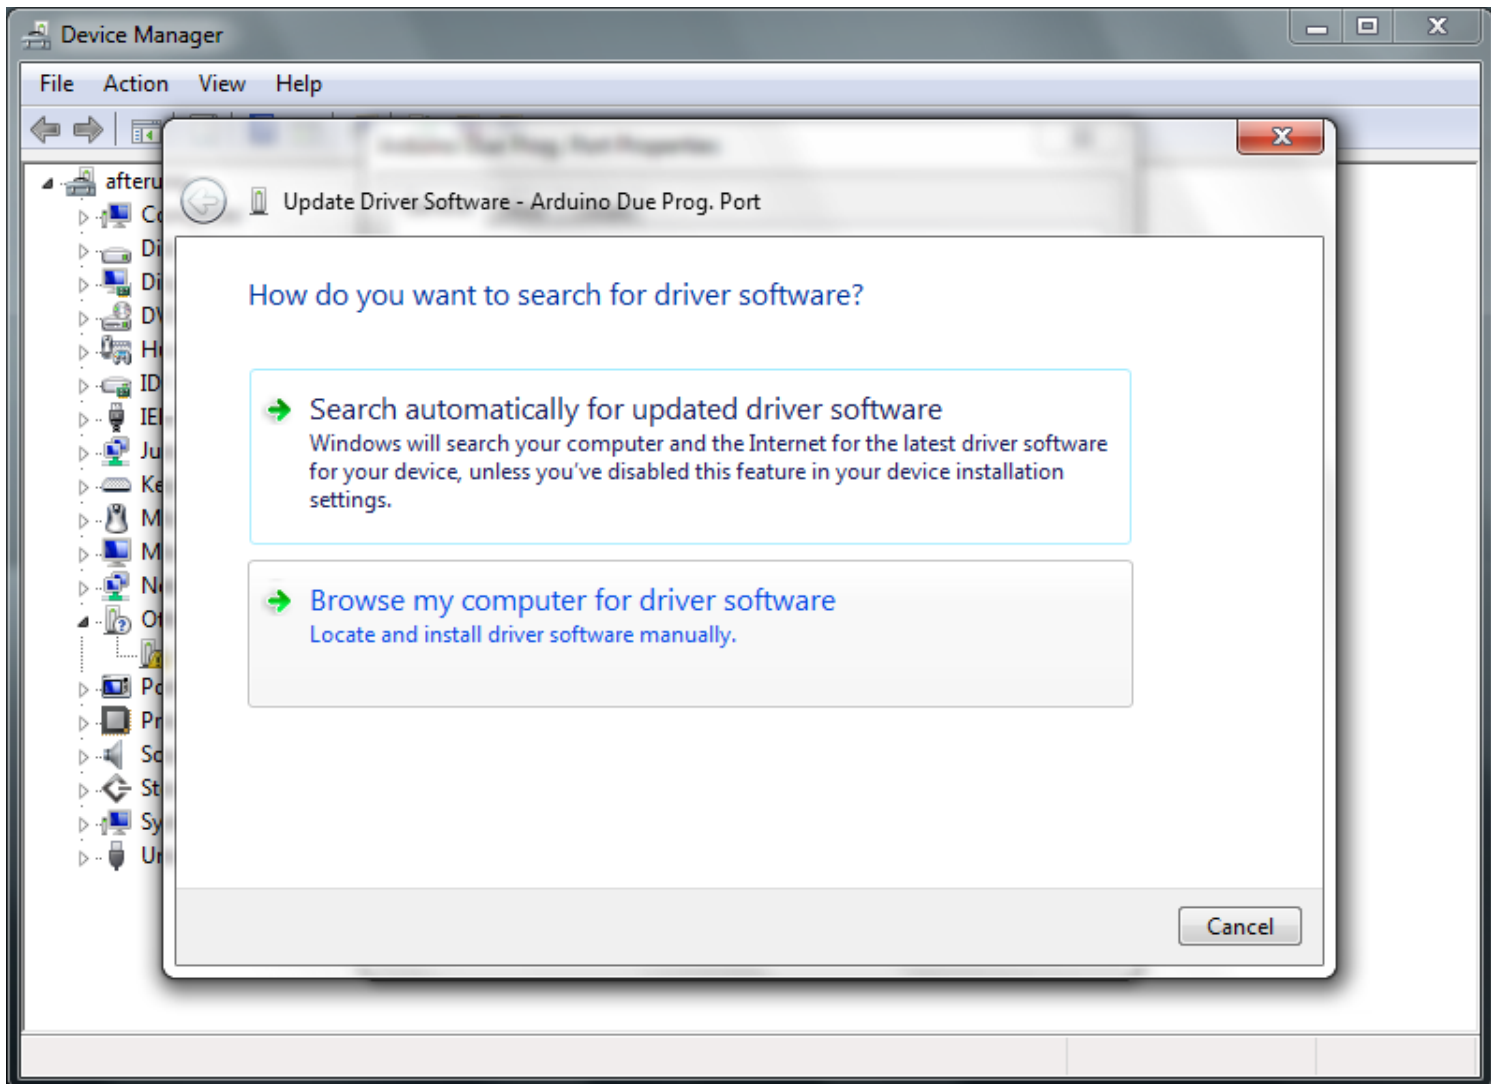 Device Manager
File Action View Help
Update Driver Software - Arduino Due Prog. Port
How do you want to search for driver software?
Search automatically for updated driver software
Windows will search your computer and the Internet for the latest driver software
for your device, unless you've disabled this feature in your device installation
settings.
Browse my computer for driver software
Locate and install driver software manually.
Cancel